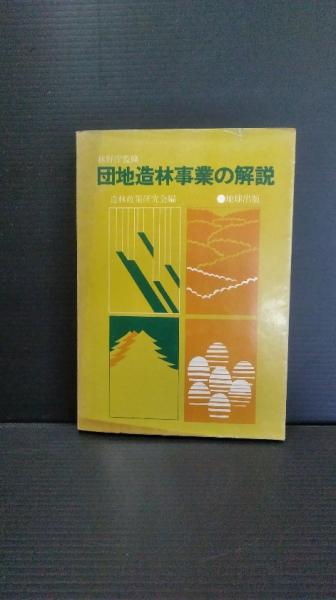 林野庁監修
団地造林事業の解説
造林政策研究会編
●地球出版